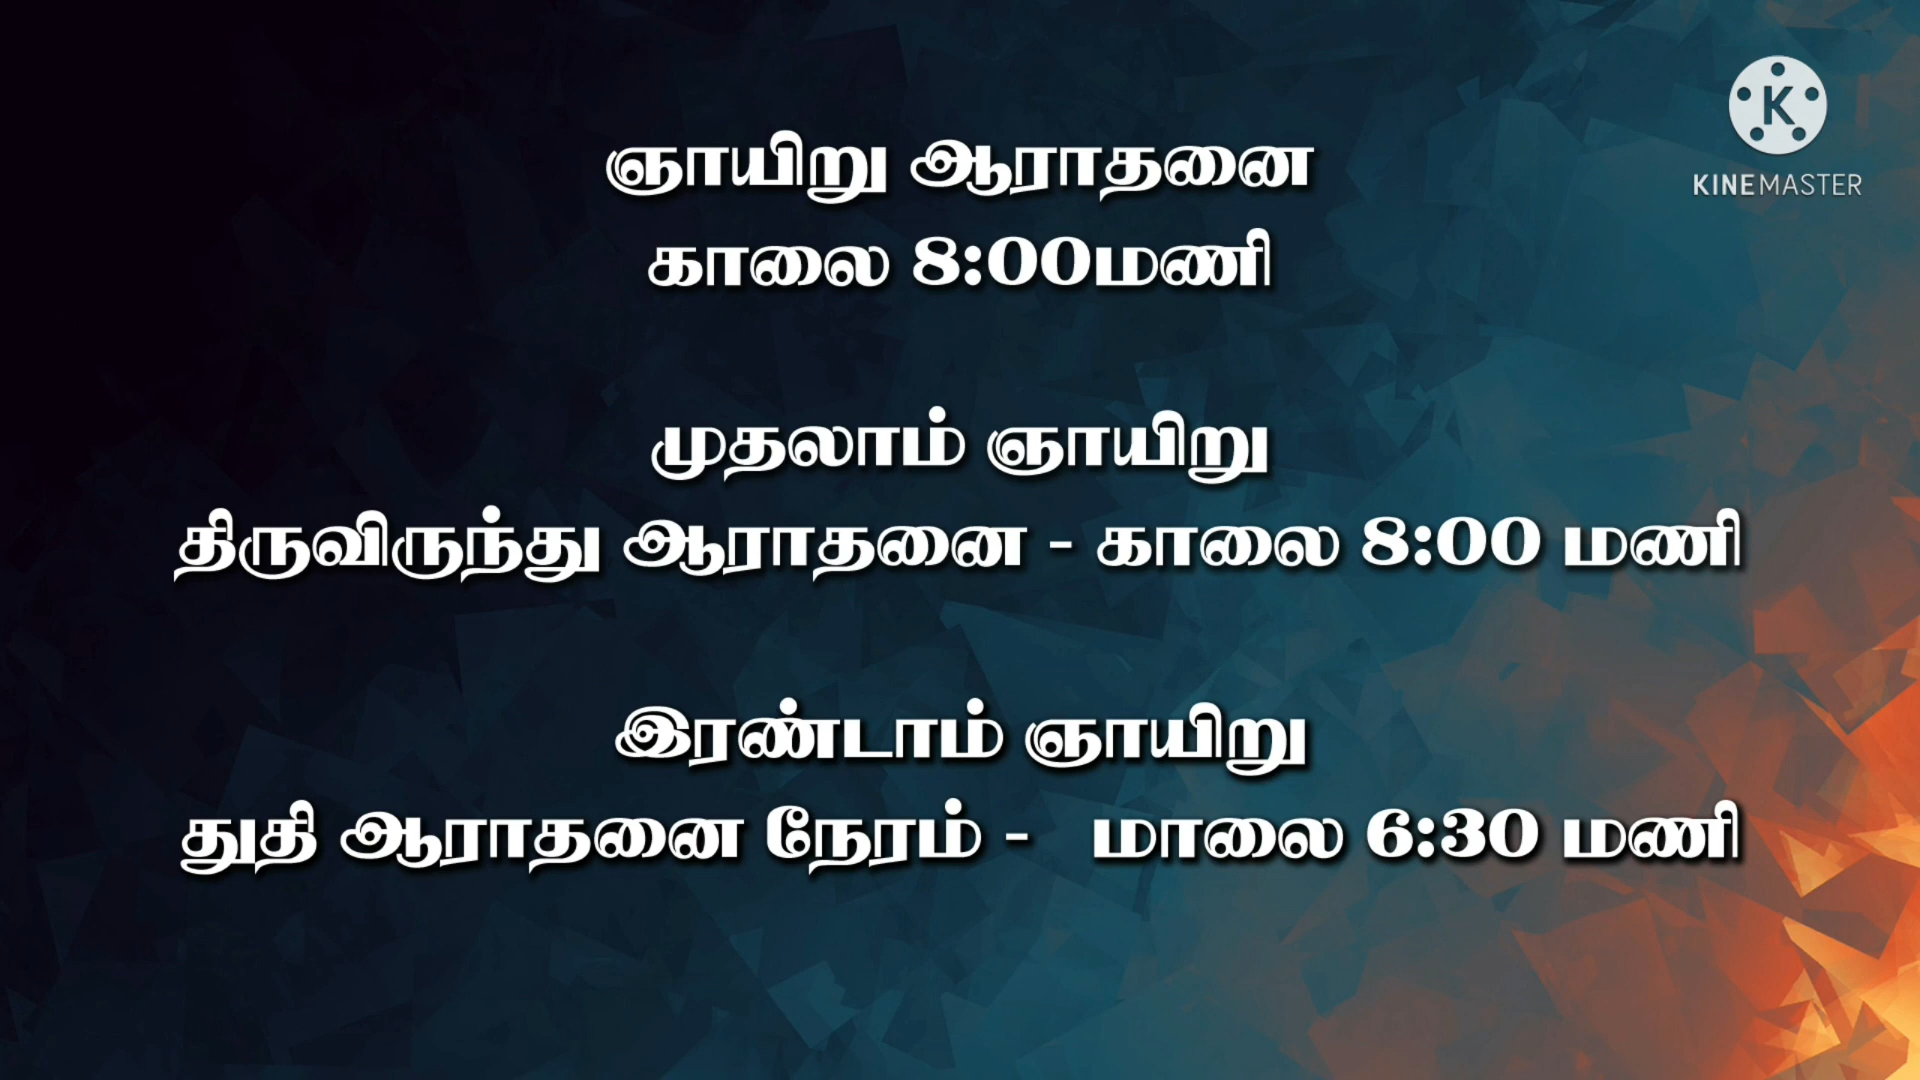 K
KINEMASTER
ஞாயிறு ஆராதனை
காலை 8:00மணி
முதலாம் ஞாயிறு
திருவிருந்து ஆராதனை - காலை 8:00 மணி
இரண்டாம் ஞாயிறு
துதி ஆராதனை நேரம் - மாலை 6:30 மணி